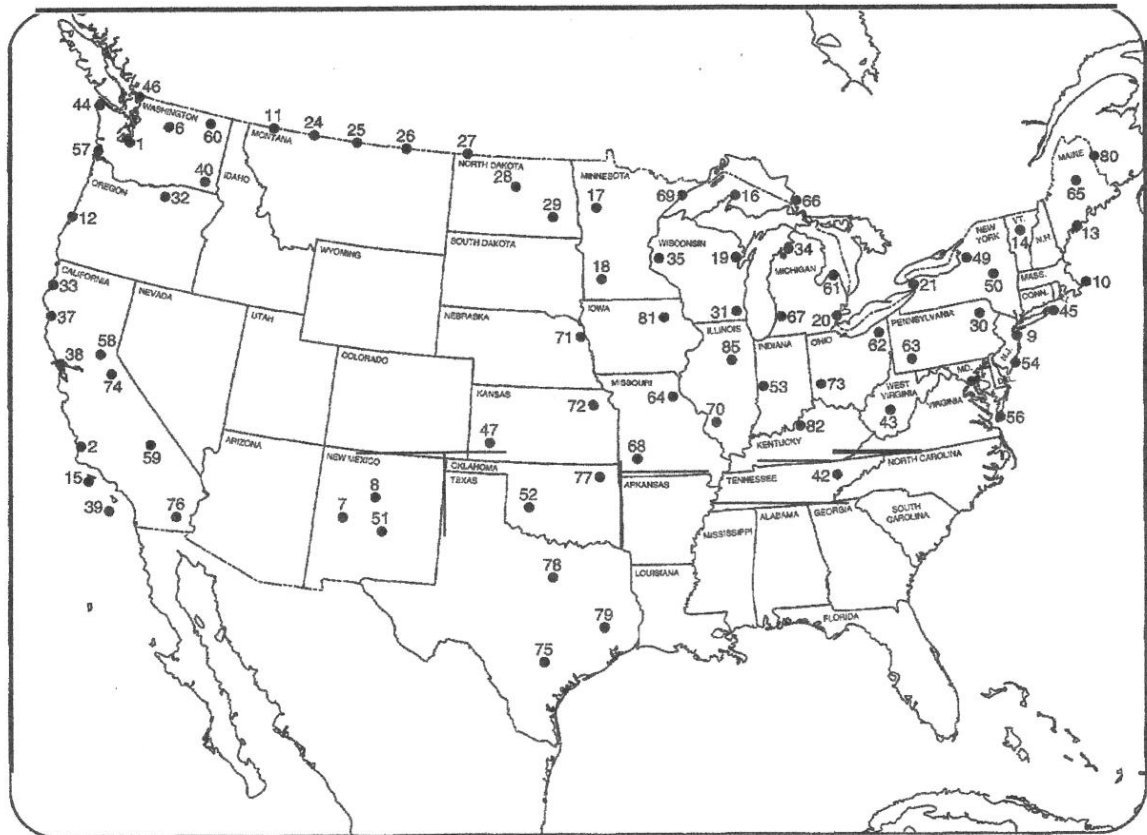 46
44
WASHINGTON
6
60
11
24
25
26
27
MONTANA
1
57
40
IDAHO
OREGON
32
12
NORTH DAKOTA
28
29
MINNESOTA
17
69
16
66
MAINE
80
65
SOUTH DAKOTA
WYOMING
WISCONSIN
35
19
34
MICHIGAN
61
18
NEW
YORK
VT.
14
N.H.
13
49
50
MASS.
CONN.
10
45
21
CALIFORNIA
33
37
NEVADA
UTAH
NEBRASKA
IOWA
71
81
31
67
20
62
PENNSYLVANIA
30
63
9
N.J.
54
58
38
74
COLORADO
ILLINOIS
85
INDIANA
OHIO
73
53
MD.
DEL.
WEST
VIRGINIA
43
VIRGINIA
56
KANSAS
72
47
MISSOURI
64
70
68
KENTUCKY
82
2
59
ARIZONA
NEW MEXICO
8
7
51
15
39
76
OKLAHOMA
TEXAS
52
77
ARKANSAS
TENNESSEE
42
NORTH CAROLINA
SOUTH
CAROLINA
MISSISSIPPI
ALABAMA
GEORGIA
LOUISIANA
FLORIDA
78
79
75